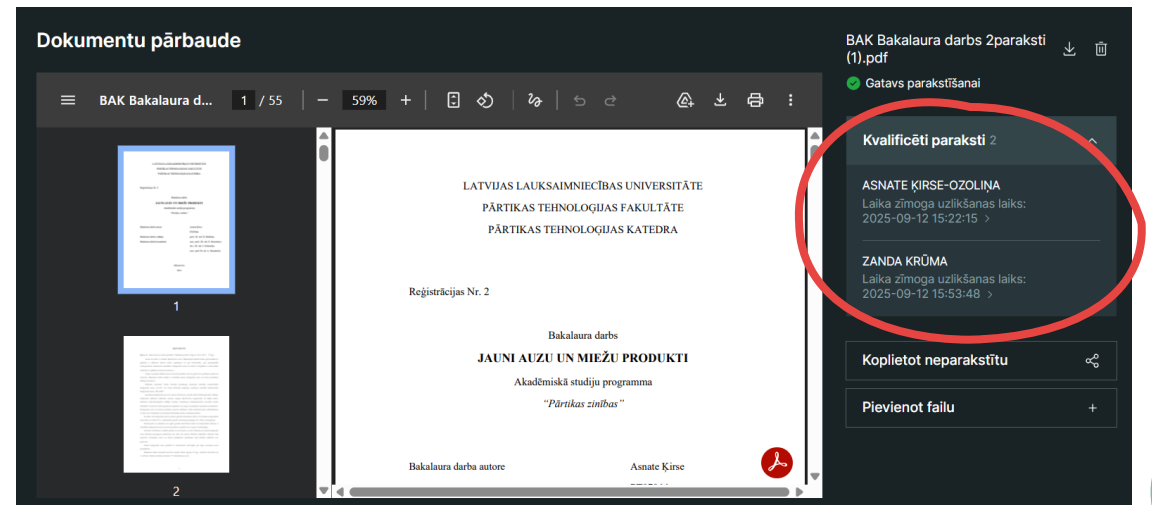 Dokumentu pārbaude
BAK Bakalaura darbs 2paraksti
(1).pdf
Gatavs parakstīšanai
BAK Bakalaura d... 1 / 55 59%
Kvalificēti paraksti 2
ASNATE ĶIRSE-OZOLIŅA
Laika zīmoga uzlikšanas laiks:
2025-09-12 15:22:15
ZANDA KRŪMA
Laika zīmoga uzlikšanas laiks:
2025-09-12 15:53:48
Koplietot neparakstītu
Pievienot failu
1
2
LATVIJAS LAUKSAIMNIECĪBAS UNIVERSITĀTE
PĀRTIKAS TEHNOLOĢIJAS FAKULTĀTE
PĀRTIKAS TEHNOLOĢIJAS KATEDRA
Reģistrācijas Nr. 2
Bakalaura darbs
JAUNI AUZU UN MIEŽU PRODUKTI
Akadēmiskā studiju programma
"Pārtikas zinības"
Bakalaura darba autore Asnate Ķirse